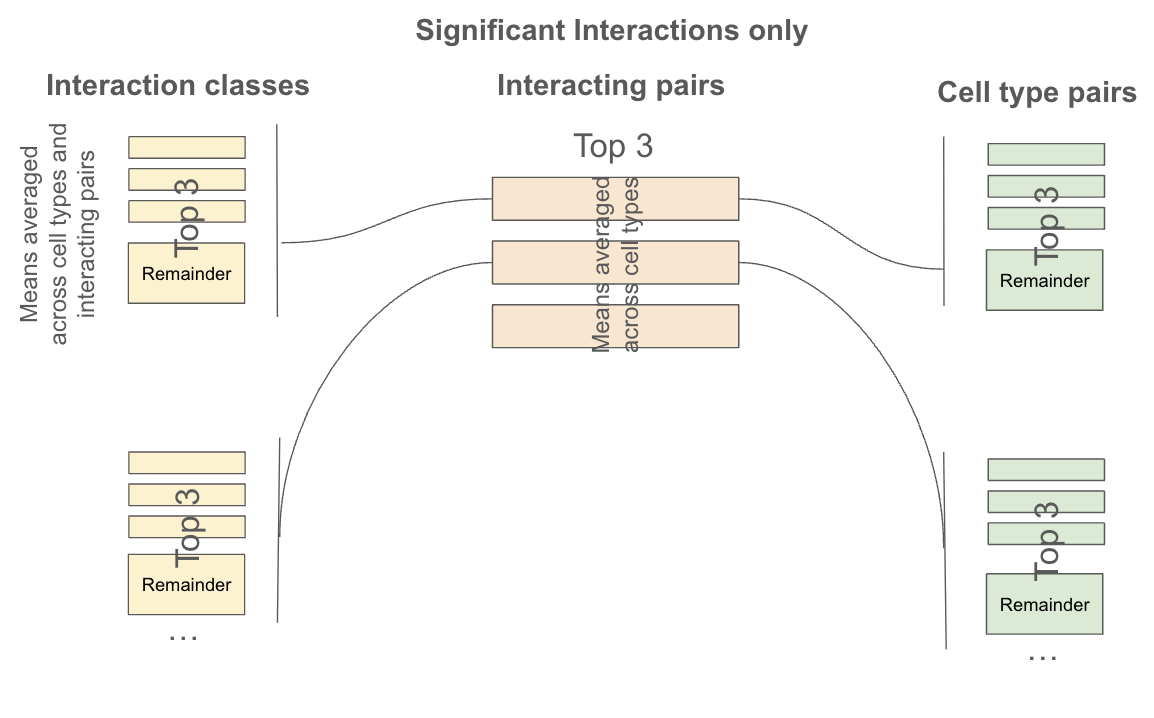 Significant Interactions only
Interaction classes
Interacting pairs
Cell type pairs
Means averaged
across cell types and
interacting pairs
Top 3
Remainder
Top 3
Means averaged
across cell types
Top 3
Remainder
Top 3
Remainder
...
Top 3
Remainder
...